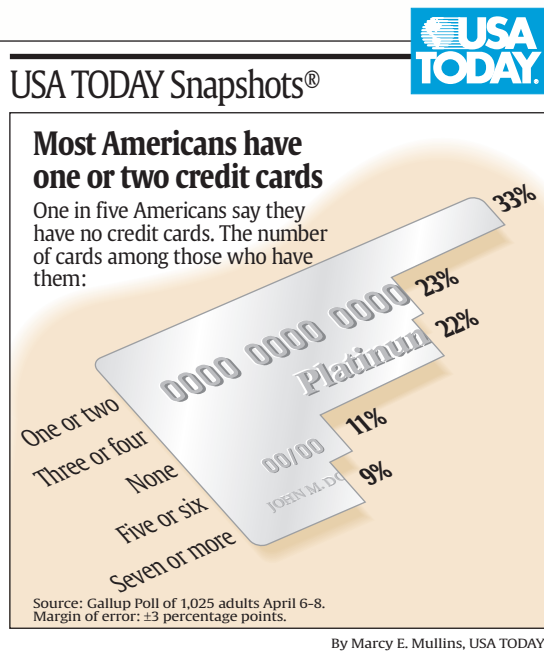 USA
TODAY.
USA TODAY Snapshots®
Most Americans have
one or two credit cards
One in five Americans say they
have no credit cards. The number
of cards among those who have
them:
33%
23%
22%
11%
9%
0000 0000 0000
Platinum
00/00
JOHN M. DO
One or two
Three or four
None
Five or six
Seven or more
Source: Gallup Poll of 1,025 adults April 6-8.
Margin of error: ±3 percentage points.
By Marcy E. Mullins, USA TODAY